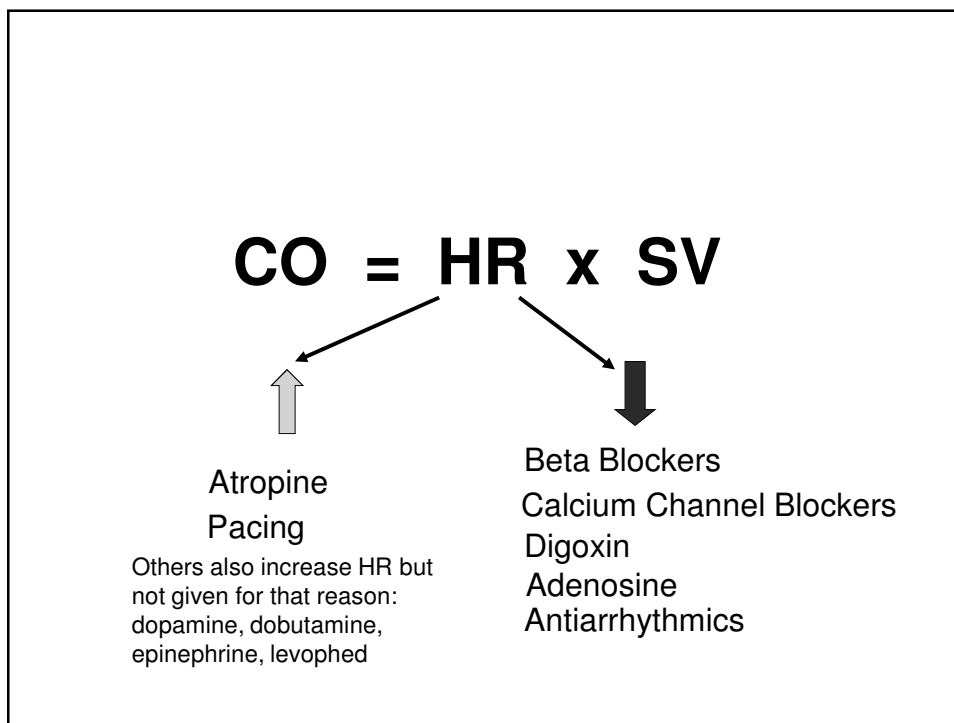 CO = HR x SV
Atropine
Pacing
Others also increase HR but
not given for that reason:
dopamine, dobutamine,
epinephrine, levophed
Beta Blockers
Calcium Channel Blockers
Digoxin
Adenosine
Antiarrhythmics